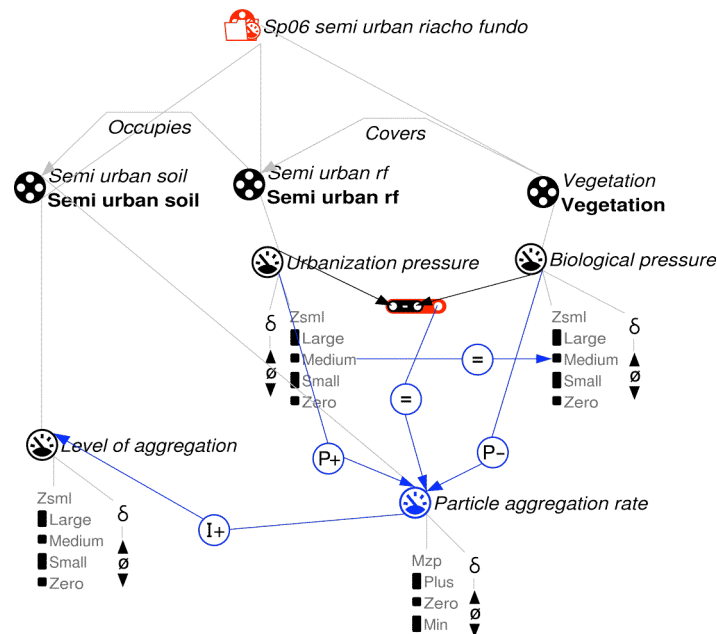 Sp06 semi urban riacho fundo
Occupies
Covers
Semi urban soil
Semi urban soil
Semi urban rf
Semi urban rf
Vegetation
Vegetation
Urbanization pressure
Biological pressure
-
δ
Zsml
Large
Medium
Small
Zero
ø
=
=
Zsml
Large
Medium
Small
Zero
δ
ø
Level of aggregation
P+
P-
Zsml
Large
Medium
Small
Zero
δ
ø
I+
Particle aggregation rate
Mzp
Plus
Zero
Min
δ
ø